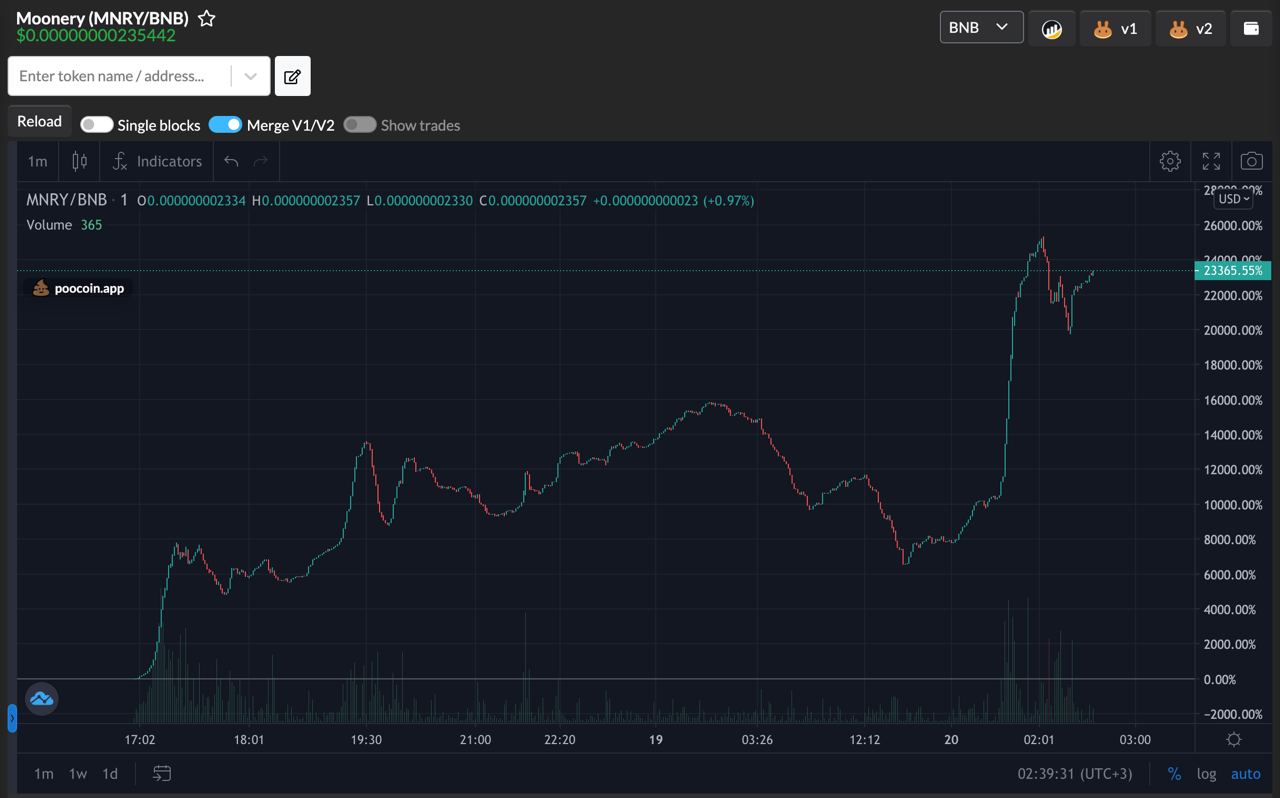 Moonery (MNRY/BNB)
$0.00000000235442
BNB
v1
v2
Enter token name / address...
Reload
Single blocks
Merge V1/V2
Show trades
1m
Indicators
MNRY/BNB · 1 O0.000000002334 H0.000000002357 L0.000000002330 C0.000000002357 +0.000000000023 (+0.97%)
Volume 365
poocoin.app
28000.00%
USD
26000.00%
24000.00%
23365.55%
22000.00%
20000.00%
18000.00%
16000.00%
14000.00%
12000.00%
10000.00%
8000.00%
6000.00%
4000.00%
2000.00%
0.00%
−2000.00%
17:02 18:01 19:30 21:00 22:20 19 03:26 12:12 20 02:01 03:00
1m 1w 1d
02:39:31 (UTC+3) % log auto